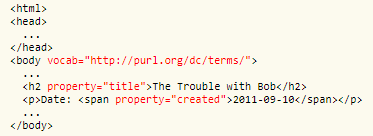 <html>
<head>
  ...
</head>
<body vocab="http://purl.org/dc/terms/">
  ...
  <h2 property="title">The Trouble with Bob</h2>
  <p>Date: <span property="created">2011-09-10</span></p>
  ...
</body>